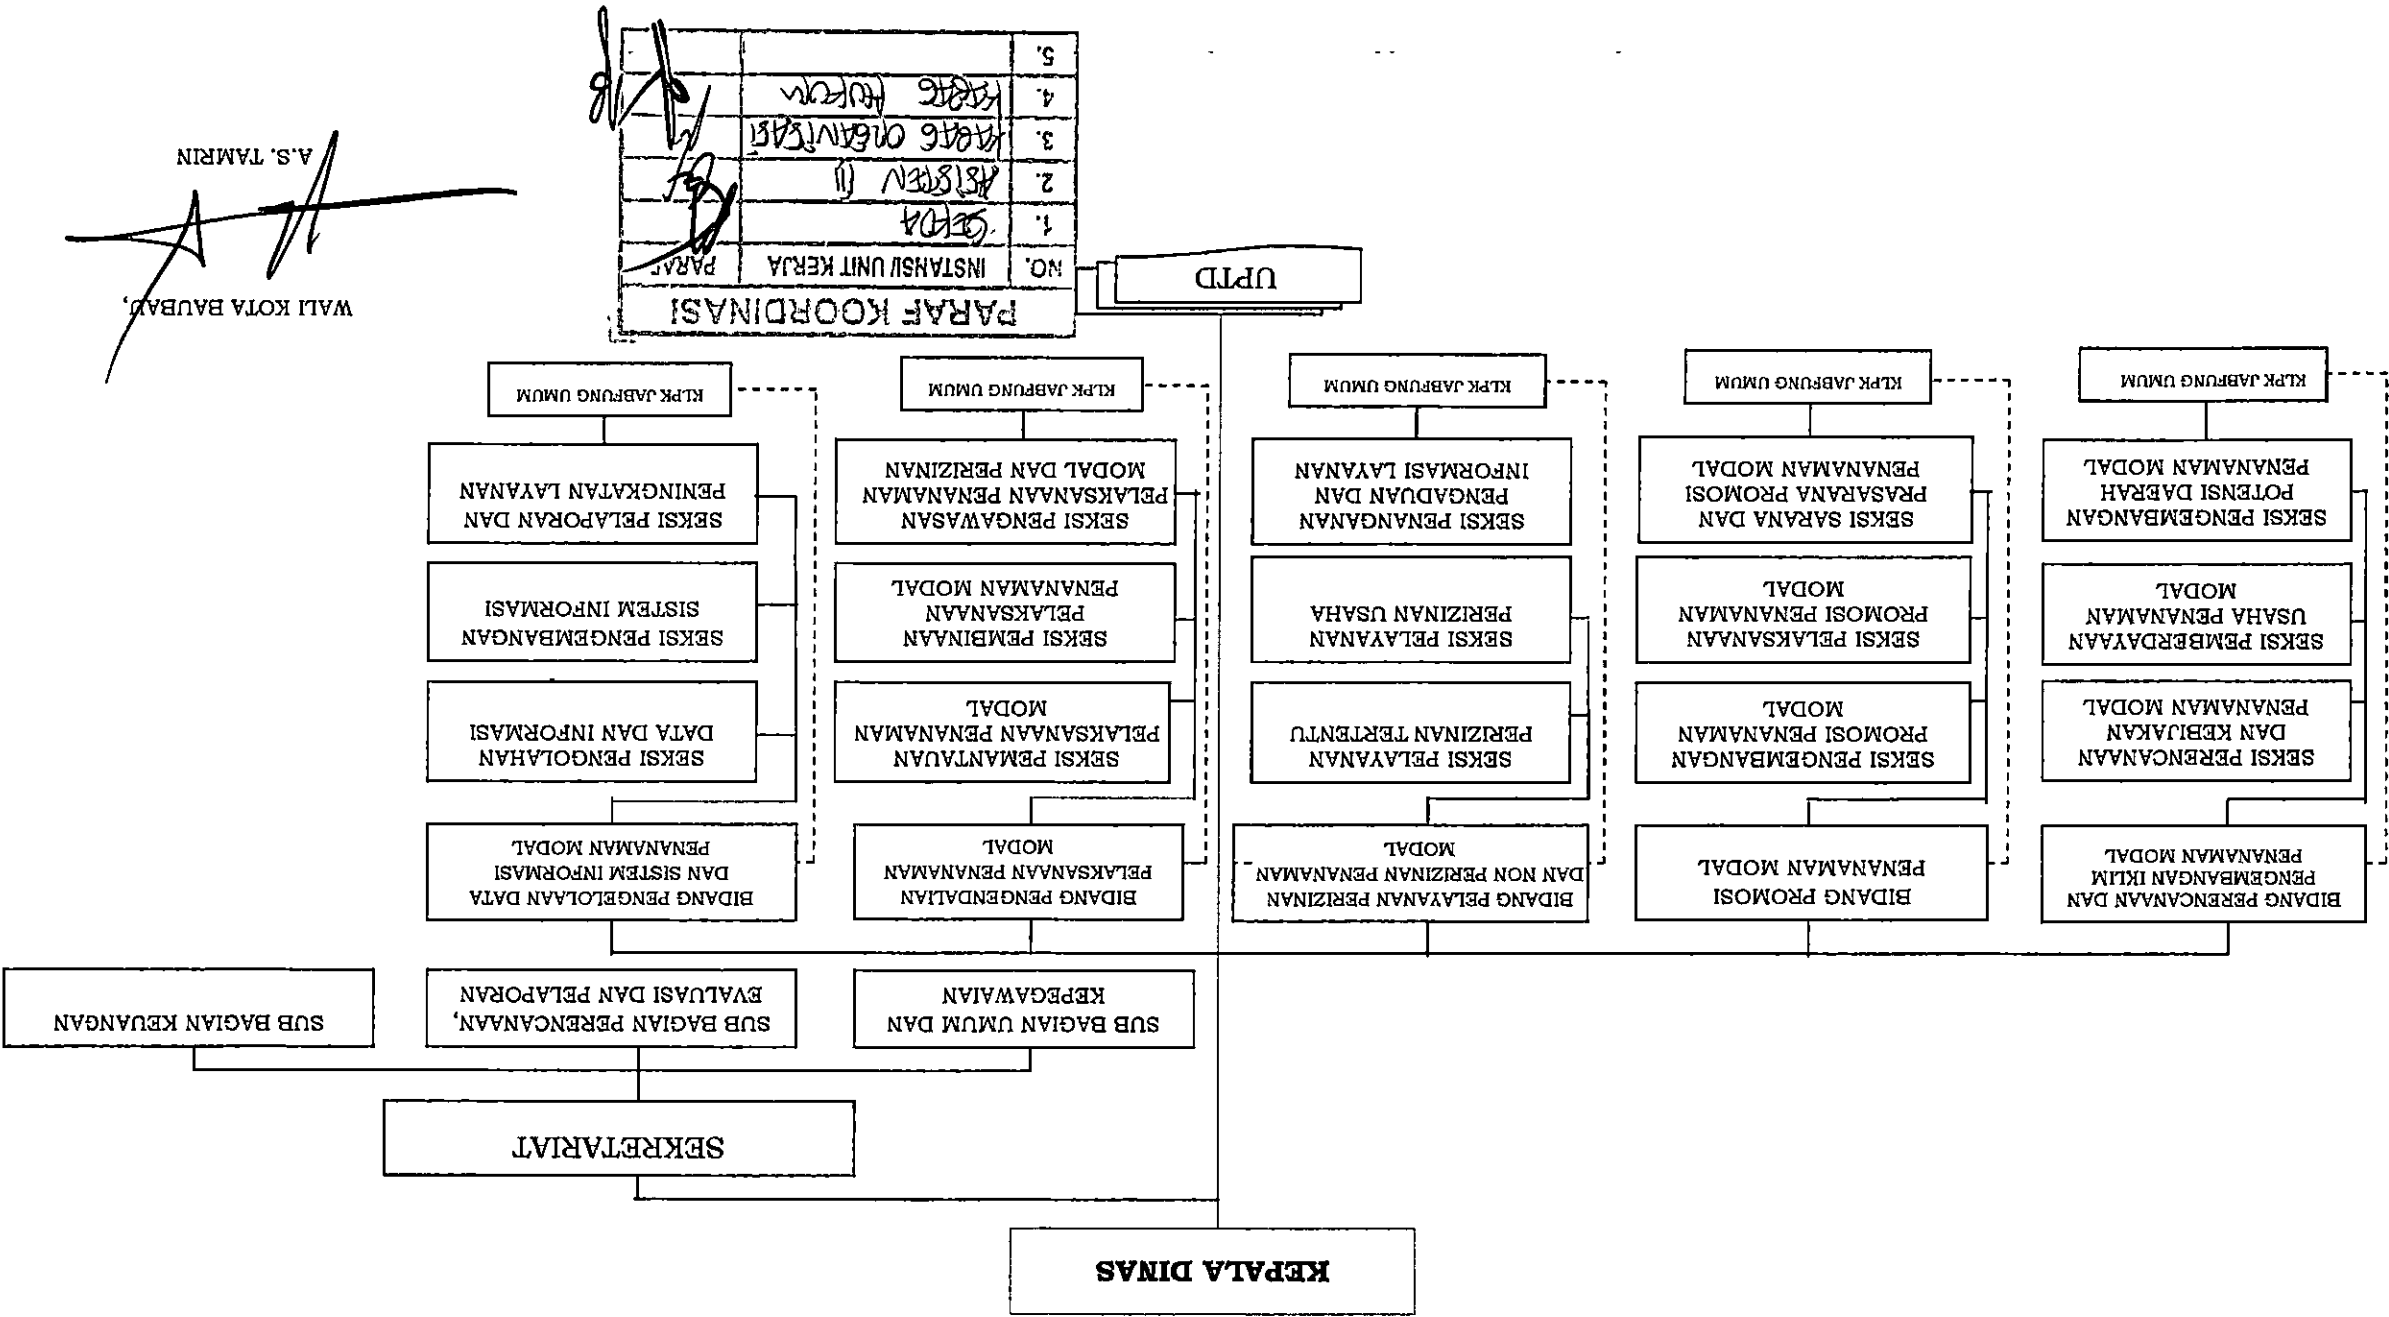 KEPALA DINAS
SEKRETARIAT
SUB BAGIAN UMUM DAN
KEPEGAWAIAN
SUB BAGIAN PERENCANAAN,
EVALUASI DAN PELAPORAN
SUB BAGIAN KEUANGAN
BIDANG PERENCANAAN DAN
PENGEMBANGAN IKLIM
PENANAMAN MODAL
BIDANG PROMOSI
PENANAMAN MODAL
BIDANG PELAYANAN PERIZINAN
DAN NON PERIZINAN PENANAMAN
MODAL
BIDANG PENGENDALIAN
PELAKSANAAN PENANAMAN
MODAL
BIDANG PENGELOLAAN DATA
DAN SISTEM INFORMASI
PENANAMAN MODAL
SEKSI PERENCANAAN
DAN KEBIJAKAN
PENANAMAN MODAL
SEKSI PENGEMBANGAN
PROMOSI PENANAMAN
MODAL
SEKSI PELAYANAN
PERIZINAN TERTENTU
SEKSI PEMANTAUAN
PELAKSANAAN PENANAMAN
MODAL
SEKSI PENGOLAHAN
DATA DAN INFORMASI
SEKSI PEMBERDAYAAN
USAHA PENANAMAN
MODAL
SEKSI PELAKSANAAN
PROMOSI PENANAMAN
MODAL
SEKSI PELAYANAN
PERIZINAN USAHA
SEKSI PEMBINAAN
PELAKSANAAN
PENANAMAN MODAL
SEKSI PENGEMBANGAN
SISTEM INFORMASI
SEKSI PENGEMBANGAN
POTENSI DAERAH
PENANAMAN MODAL
SEKSI SARANA DAN
PRASARANA PROMOSI
PENANAMAN MODAL
SEKSI PENANGANAN
PENGADUAN DAN
INFORMASI LAYANAN
SEKSI PENGAWASAN
PELAKSANAAN PENANAMAN
MODAL DAN PERIZINAN
SEKSI PELAPORAN DAN
PENINGKATAN LAYANAN
KLPK JABFUNG UMUM
KLPK JABFUNG UMUM
KLPK JABFUNG UMUM
KLPK JABFUNG UMUM
KLPK JABFUNG UMUM
UPTD
PARAF KOORDINASI
NO. INSTANSI/UNIT KERJA PARAF
1. SEKDA
2. ASISTEN III
3. KABAG ORGANISASI
4. KABAG
5.
WALI KOTA BAUBAU,
A.S. TAMRIN